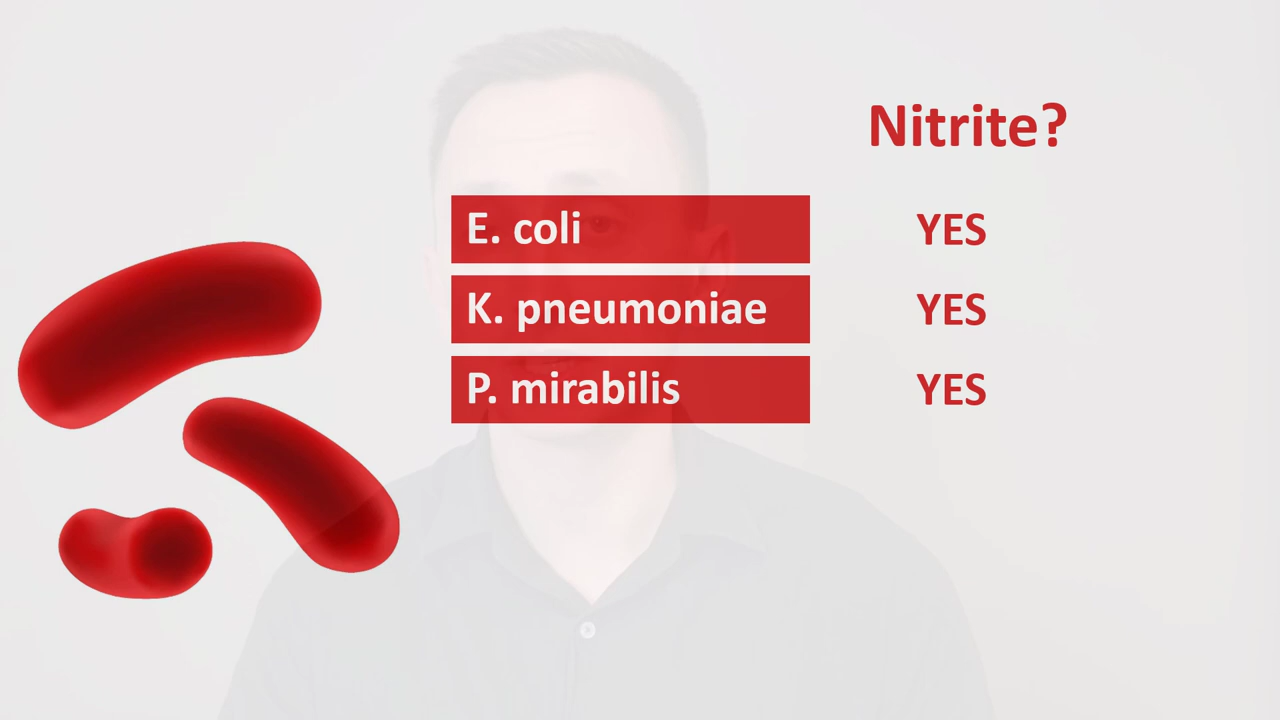 Nitrite?
E. coli YES
K. pneumoniae YES
P. mirabilis YES